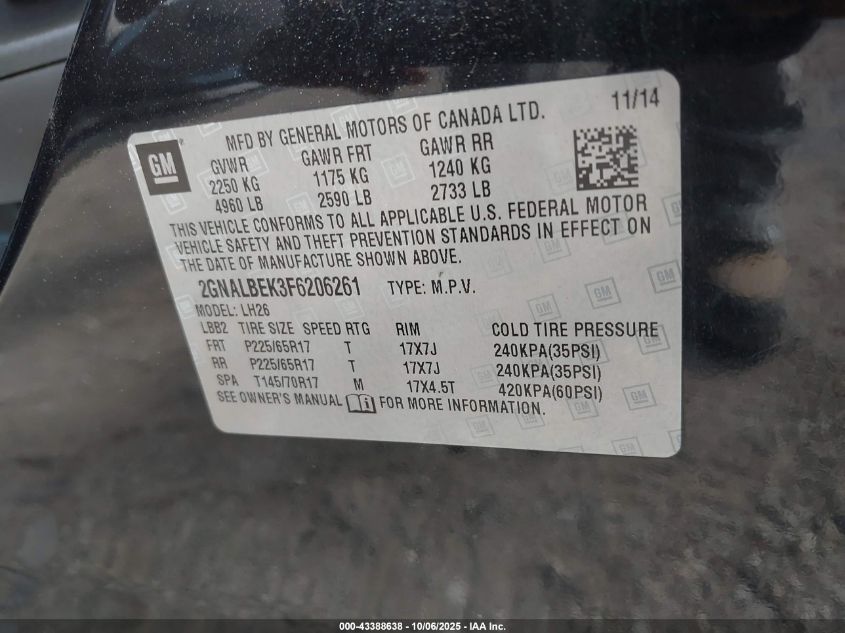 11/14
MFD BY GENERAL MOTORS OF CANADA LTD.
GM
GVWR GAWR FRT GAWR RR
2250 KG 1175 KG 1240 KG
4960 LB 2590 LB 2733 LB
THIS VEHICLE CONFORMS TO ALL APPLICABLE U.S. FEDERAL MOTOR
VEHICLE SAFETY AND THEFT PREVENTION STANDARDS IN EFFECT ON
THE DATE OF MANUFACTURE SHOWN ABOVE.
2GNALBEK3F6206261 TYPE: M.P.V.
MODEL: LH26
LBB2 TIRE SIZE SPEED RTG RIM COLD TIRE PRESSURE
FRT P225/65R17 T 17X7J 240KPA(35PSI)
RR P225/65R17 T 17X7J 240KPA(35PSI)
SPA T145/70R17 M 17X4.5T 420KPA(60PSI)
SEE OWNER'S MANUAL FOR MORE INFORMATION.
000-43388638 - 10/06/2025 - IAA Inc.